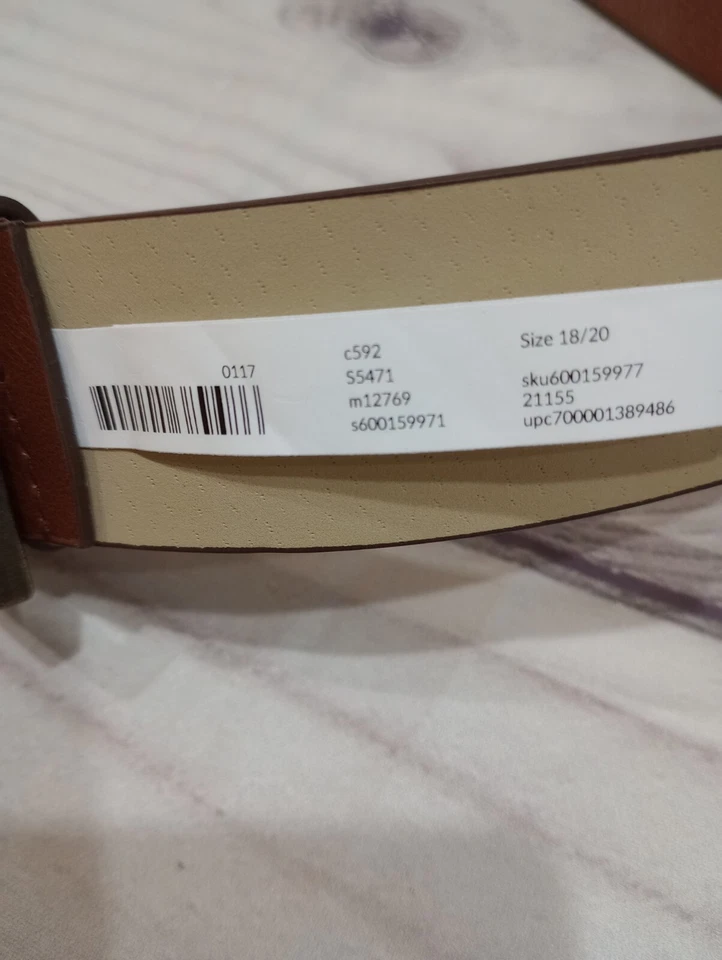 0117
c592
S5471
m12769
s600159971
Size 18/20
sku600159977
21155
upc700001389486